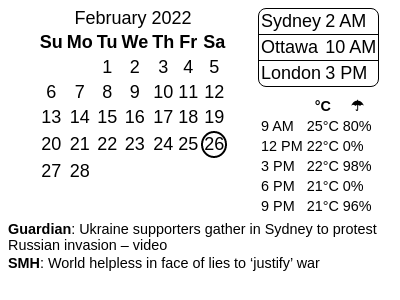 February 2022
Su Mo Tu We Th Fr Sa
1 2 3 4 5
6 7 8 9 10 11 12
13 14 15 16 17 18 19
20 21 22 23 24 25 26
27 28
Sydney 2 AM
Ottawa 10 AM
London 3 PM
°C ☂
9 AM 25°C 80%
12 PM 22°C 0%
3 PM 22°C 98%
6 PM 21°C 0%
9 PM 21°C 96%
Guardian: Ukraine supporters gather in Sydney to protest
Russian invasion – video
SMH: World helpless in face of lies to ‘justify’ war